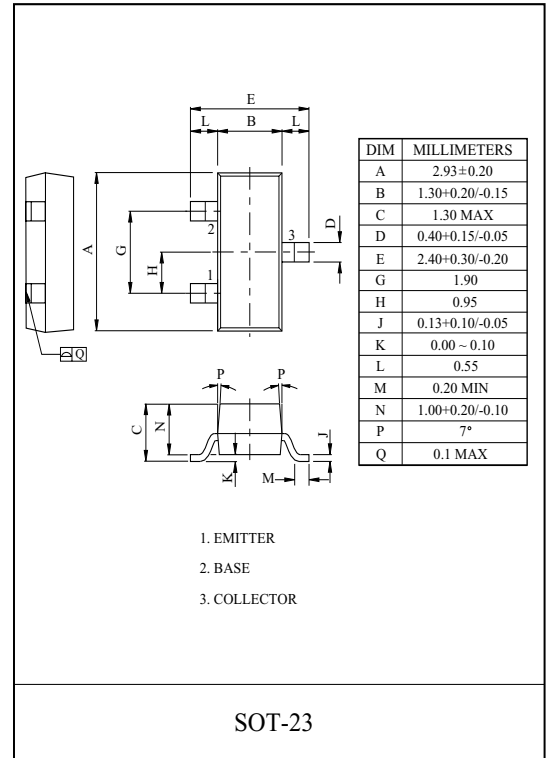 E
L B L
A
G
H
2
1
3
D
Q
P P
C
N
K
M
J
DIM MILLIMETERS
A 2.93±0.20
B 1.30+0.20/-0.15
C 1.30 MAX
D 0.40+0.15/-0.05
E 2.40+0.30/-0.20
G 1.90
H 0.95
J 0.13+0.10/-0.05
K 0.00 ~ 0.10
L 0.55
M 0.20 MIN
N 1.00+0.20/-0.10
P 7°
Q 0.1 MAX
1. EMITTER
2. BASE
3. COLLECTOR
SOT-23